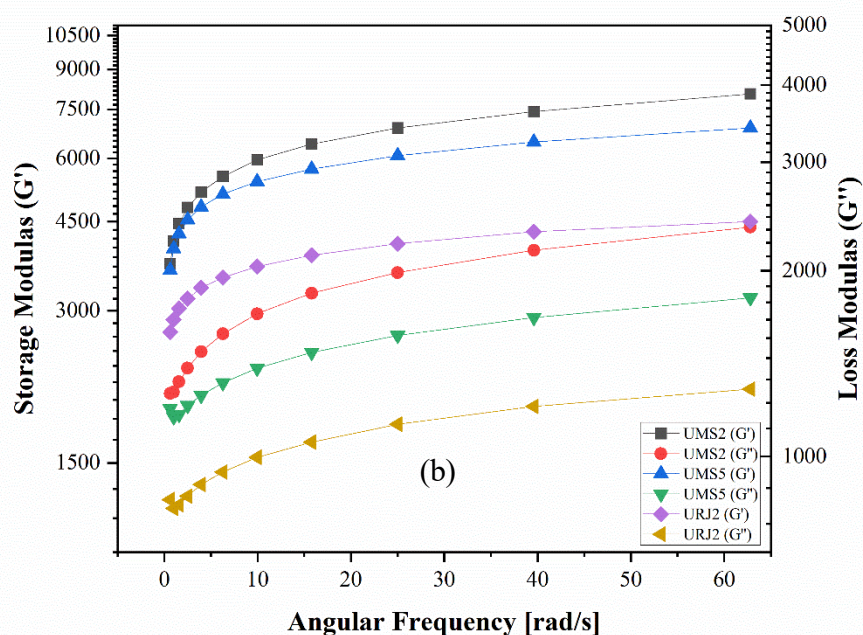 10500
9000
7500
6000
4500
3000
1500
Storage Modulas (G')
5000
4000
3000
2000
1000
Loss Modulas (G'')
(b)
UMS2 (G')
UMS2 (G'')
UMS5 (G')
UMS5 (G'')
URJ2 (G')
URJ2 (G'')
0 10 20 30 40 50 60
Angular Frequency [rad/s]